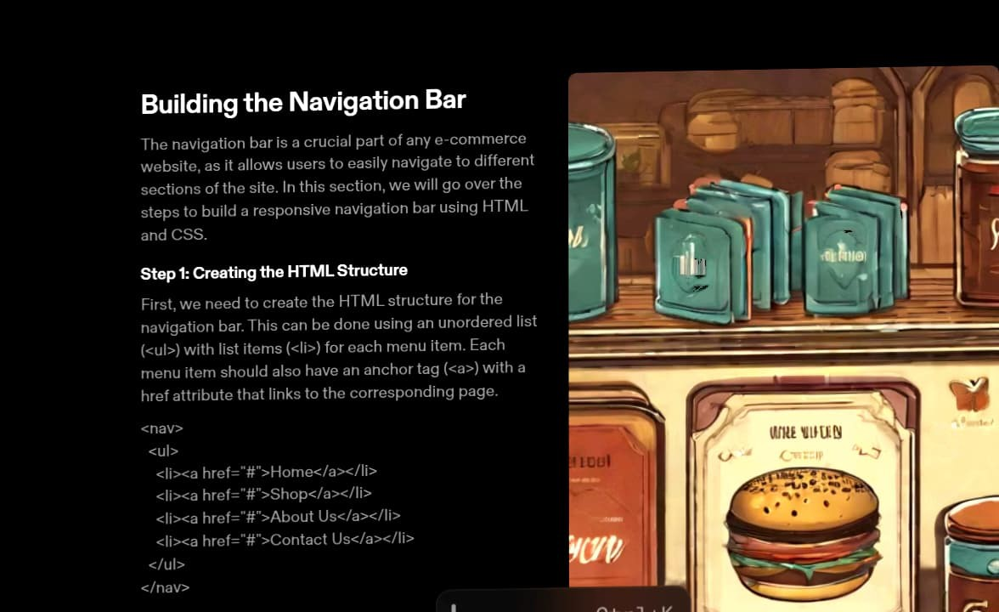 Building the Navigation Bar
The navigation bar is a crucial part of any e-commerce
website, as it allows users to easily navigate to different
sections of the site. In this section, we will go over the
steps to build a responsive navigation bar using HTML
and CSS.
Step 1: Creating the HTML Structure
First, we need to create the HTML structure for the
navigation bar. This can be done using an unordered list
(<ul>) with list items (<li>) for each menu item. Each
menu item should also have an anchor tag (<a>) with a
href attribute that links to the corresponding page.
<nav>
<ul>
<li><a href="#">Home</a></li>
<li><a href="#">Shop</a></li>
<li><a href="#">About Us</a></li>
<li><a href="#">Contact Us</a></li>
</ul>
</nav>
Ctrl+K